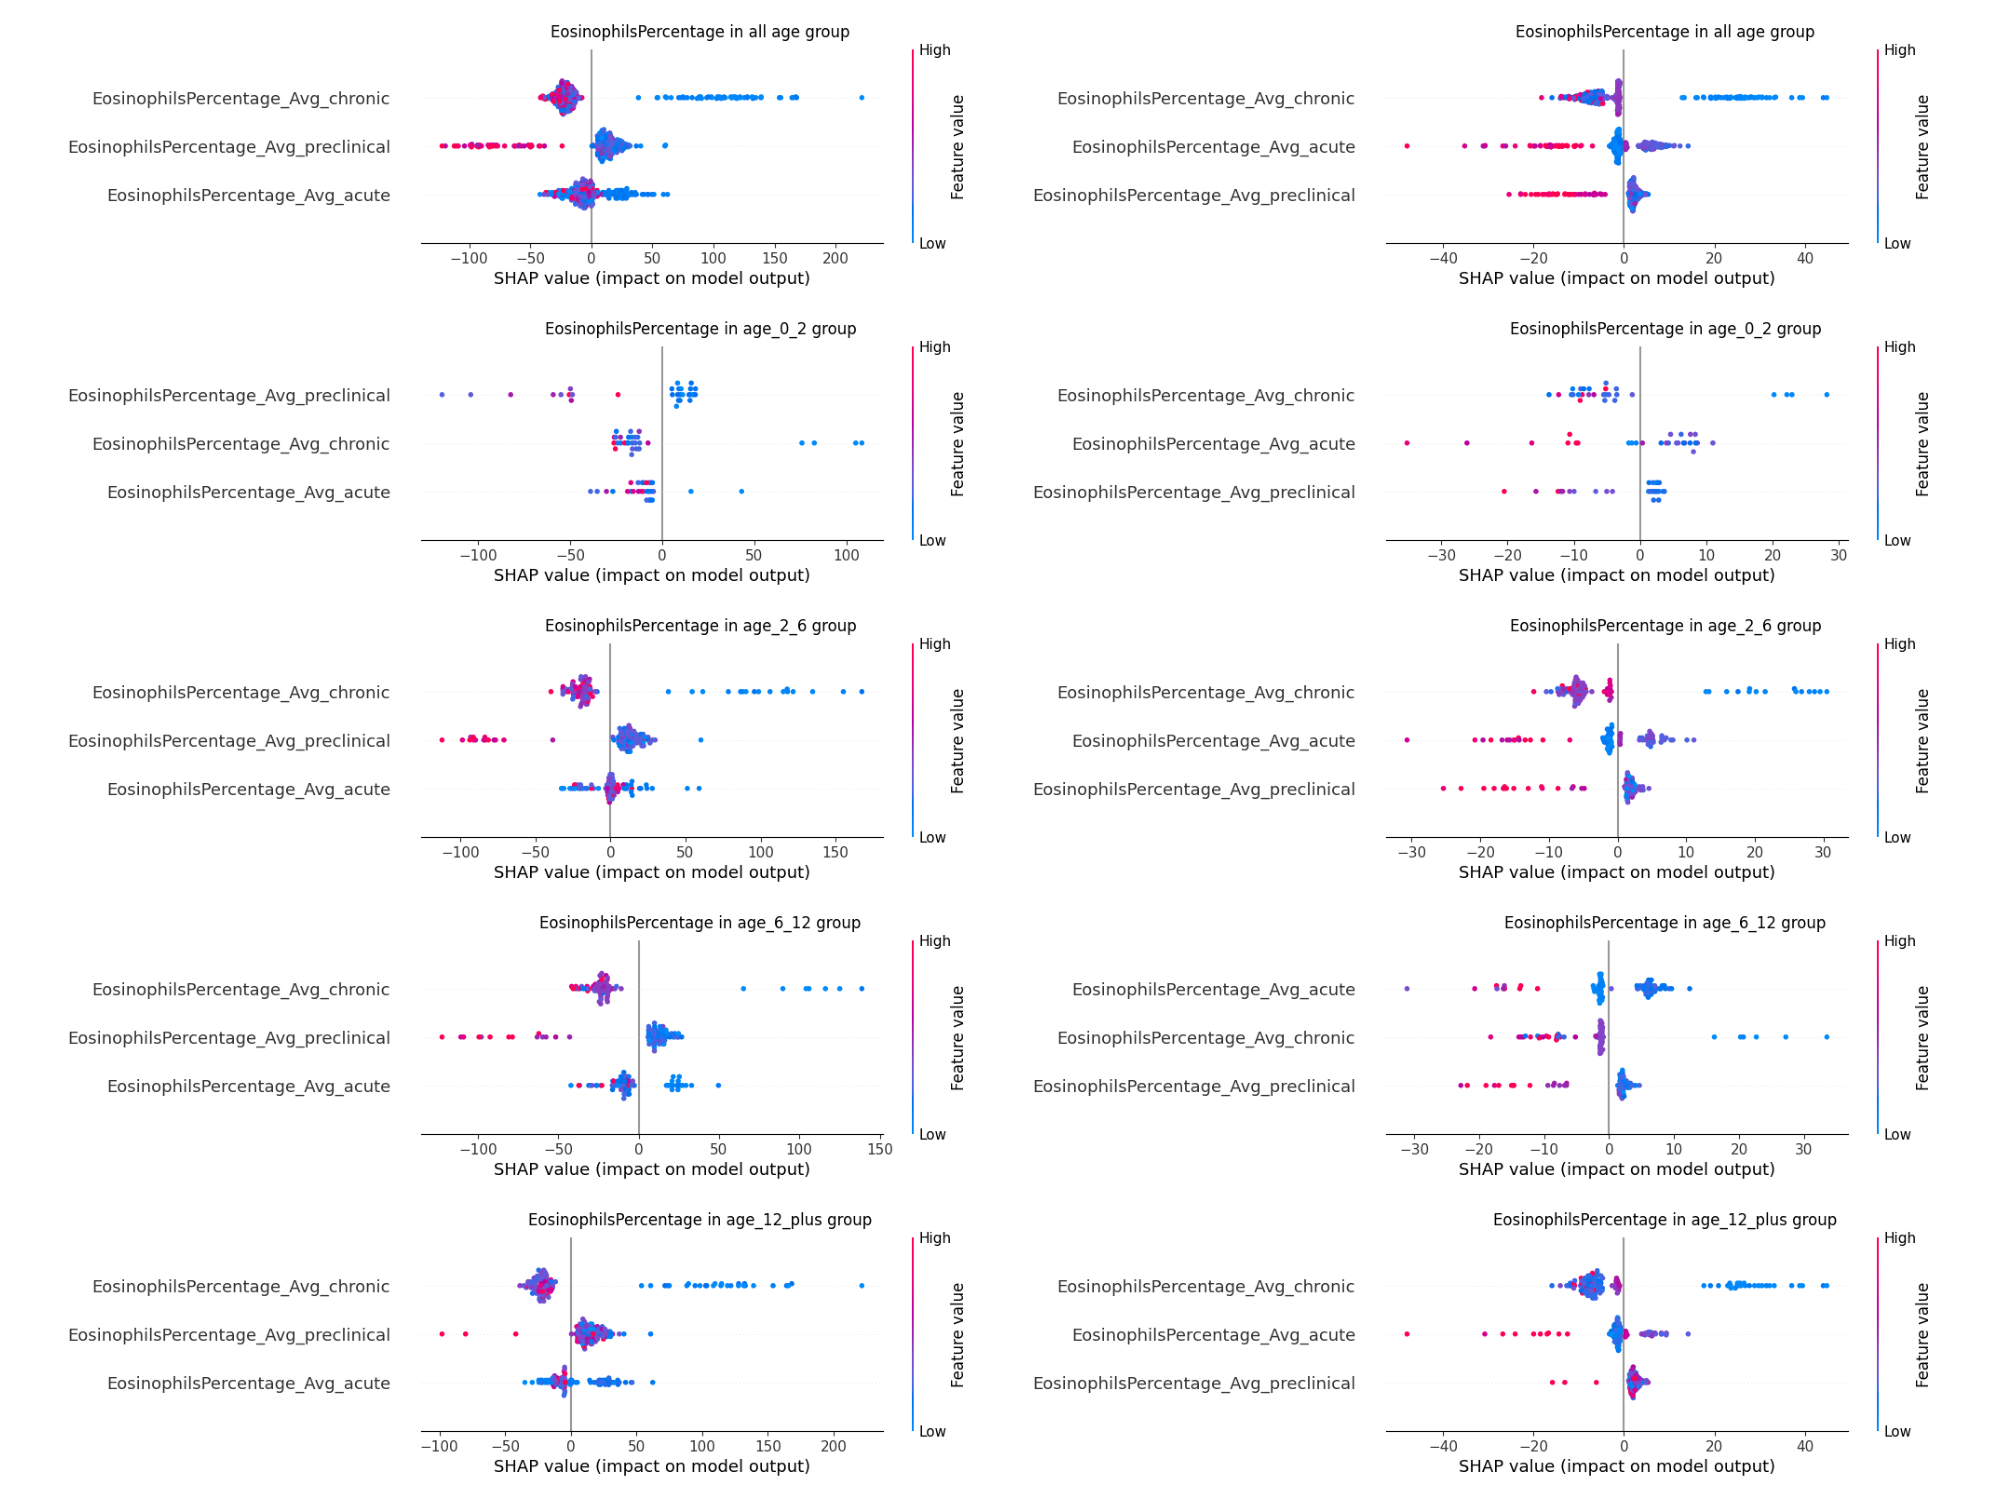 EosinophilsPercentage in all age group
High
EosinophilsPercentage_Avg_chronic
EosinophilsPercentage_Avg_preclinical
EosinophilsPercentage_Avg_acute
Feature value
Low
−100 −50 0 50 100 150 200
SHAP value (impact on model output)
EosinophilsPercentage in all age group
High
EosinophilsPercentage_Avg_chronic
EosinophilsPercentage_Avg_acute
EosinophilsPercentage_Avg_preclinical
Feature value
Low
−40 −20 0 20 40
SHAP value (impact on model output)
EosinophilsPercentage in age_0_2 group
High
EosinophilsPercentage_Avg_preclinical
EosinophilsPercentage_Avg_chronic
EosinophilsPercentage_Avg_acute
Feature value
Low
−100 −50 0 50 100
SHAP value (impact on model output)
EosinophilsPercentage in age_0_2 group
High
EosinophilsPercentage_Avg_chronic
EosinophilsPercentage_Avg_acute
EosinophilsPercentage_Avg_preclinical
Feature value
Low
−30 −20 −10 0 10 20 30
SHAP value (impact on model output)
EosinophilsPercentage in age_2_6 group
High
EosinophilsPercentage_Avg_chronic
EosinophilsPercentage_Avg_preclinical
EosinophilsPercentage_Avg_acute
Feature value
Low
−100 −50 0 50 100 150
SHAP value (impact on model output)
EosinophilsPercentage in age_2_6 group
High
EosinophilsPercentage_Avg_chronic
EosinophilsPercentage_Avg_acute
EosinophilsPercentage_Avg_preclinical
Feature value
Low
−30 −20 −10 0 10 20 30
SHAP value (impact on model output)
EosinophilsPercentage in age_6_12 group
High
EosinophilsPercentage_Avg_chronic
EosinophilsPercentage_Avg_preclinical
EosinophilsPercentage_Avg_acute
Feature value
Low
−100 −50 0 50 100 150
SHAP value (impact on model output)
EosinophilsPercentage in age_6_12 group
High
EosinophilsPercentage_Avg_acute
EosinophilsPercentage_Avg_chronic
EosinophilsPercentage_Avg_preclinical
Feature value
Low
−30 −20 −10 0 10 20 30
SHAP value (impact on model output)
EosinophilsPercentage in age_12_plus group
High
EosinophilsPercentage_Avg_chronic
EosinophilsPercentage_Avg_preclinical
EosinophilsPercentage_Avg_acute
Feature value
Low
−100 −50 0 50 100 150 200
SHAP value (impact on model output)
EosinophilsPercentage in age_12_plus group
High
EosinophilsPercentage_Avg_chronic
EosinophilsPercentage_Avg_acute
EosinophilsPercentage_Avg_preclinical
Feature value
Low
−40 −20 0 20 40
SHAP value (impact on model output)